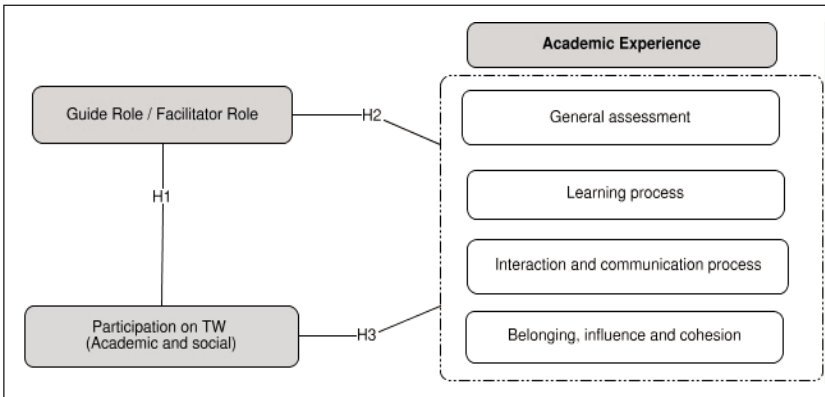 Academic Experience
Guide Role / Facilitator Role
H2
General assessment
Learning process
H1
Interaction and communication process
Participation on TW
(Academic and social)
H3
Belonging, influence and cohesion